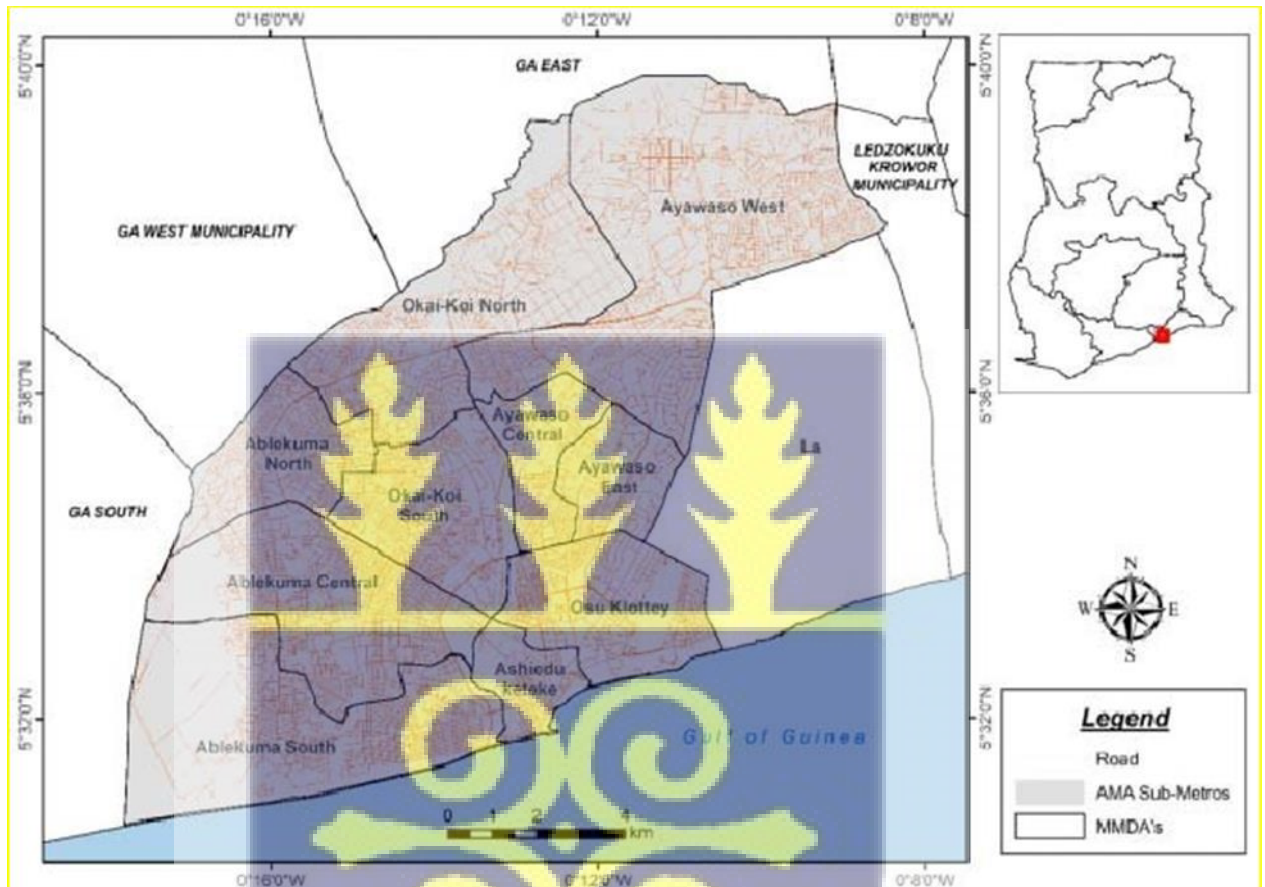 0°16'0"W 0°12'0"W 0°8'0"W
5°40'0"N 5°40'0"N
GA EAST
LEDZOKUKU
KROWOR
MUNICIPALITY
Ayawaso West
GA WEST MUNICIPALITY
Okai-Koi North
5°36'0"N 5°36'0"N
Ayawaso
Central
Ablekuma
North
La
Ayawaso
East
Okai-Koi
South
GA SOUTH
Ablekuma Central
Osu Klottey
N
W E
S
Ashiedu
keteke
5°32'0"N 5°32'0"N
Legend
Gulf of Guinea
Ablekuma South
Road
AMA Sub-Metros
MMDA's
0 1 2 4
km
0°16'0"W 0°12'0"W 0°8'0"W